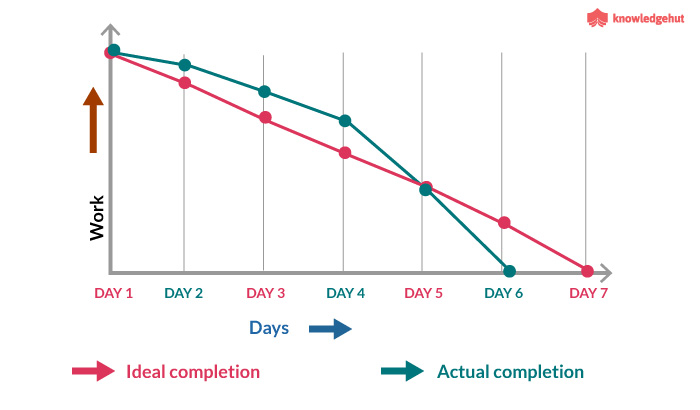 knowledgehut
Work
DAY 1 DAY 2 DAY 3 DAY 4 DAY 5 DAY 6 DAY 7
Days
Ideal completion Actual completion